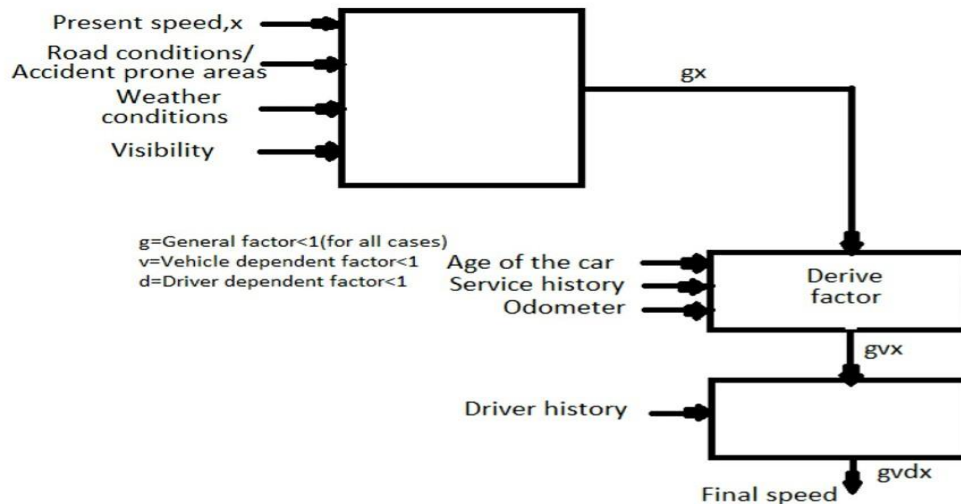 Present speed,x
Road conditions/
Accident prone areas
Weather
conditions
Visibility
gx
g=General factor<1(for all cases)
v=Vehicle dependent factor<1
d=Driver dependent factor<1
Age of the car
Service history
Odometer
Derive
factor
gvx
Driver history
gvdx
Final speed